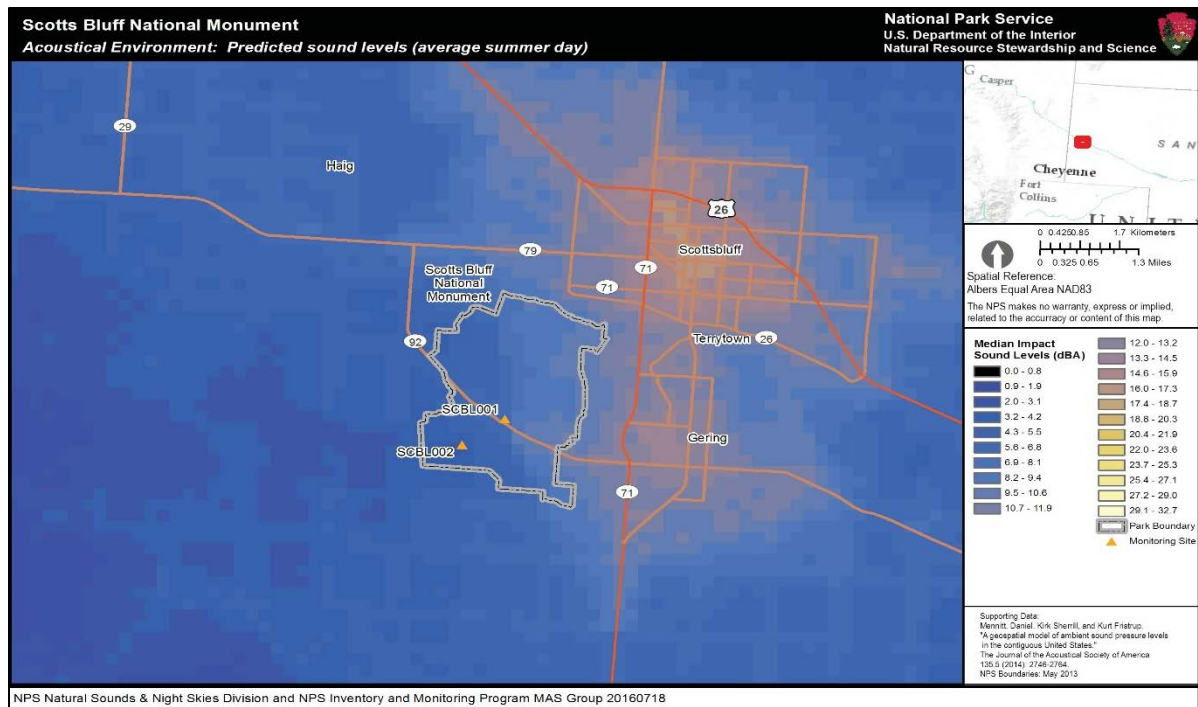 Scotts Bluff National Monument
Acoustical Environment: Predicted sound levels (average summer day)
National Park Service
U.S. Department of the Interior
Natural Resource Stewardship and Science
29
Haig
26
Scottsbluff
79
71
71
Scotts Bluff
National
Monument
92
Terrytown
26
SCBL001
SCBL002
Gering
71
G
Casper
SAN
Cheyenne
Fort
Collins
UNIT
0 0.425 0.85 1.7 Kilometers
0 0.325 0.65 1.3 Miles
Spatial Reference:
Albers Equal Area NAD83
The NPS makes no warranty, express or implied,
related to the accurracy or content of this map.
Median Impact
Sound Levels (dBA)
0.0 - 0.8
0.9 - 1.9
2.0 - 3.1
3.2 - 4.2
4.3 - 5.5
5.6 - 6.8
6.9 - 8.1
8.2 - 9.4
9.5 - 10.6
10.7 - 11.9
12.0 - 13.2
13.3 - 14.5
14.6 - 15.9
16.0 - 17.3
17.4 - 18.7
18.8 - 20.3
20.4 - 21.9
22.0 - 23.6
23.7 - 25.3
25.4 - 27.1
27.2 - 29.0
29.1 - 32.7
Park Boundary
Monitoring Site
Supporting Data:
Mennitt, Daniel, Kirk Sherrill, and Kurt Fristrup.
"A geospatial model of ambient sound pressure levels
in the contiguous United States."
The Journal of the Acoustical Society of America
135.5 (2014): 2746-2764.
NPS Boundaries: May 2013
NPS Natural Sounds & Night Skies Division and NPS Inventory and Monitoring Program MAS Group 20160718